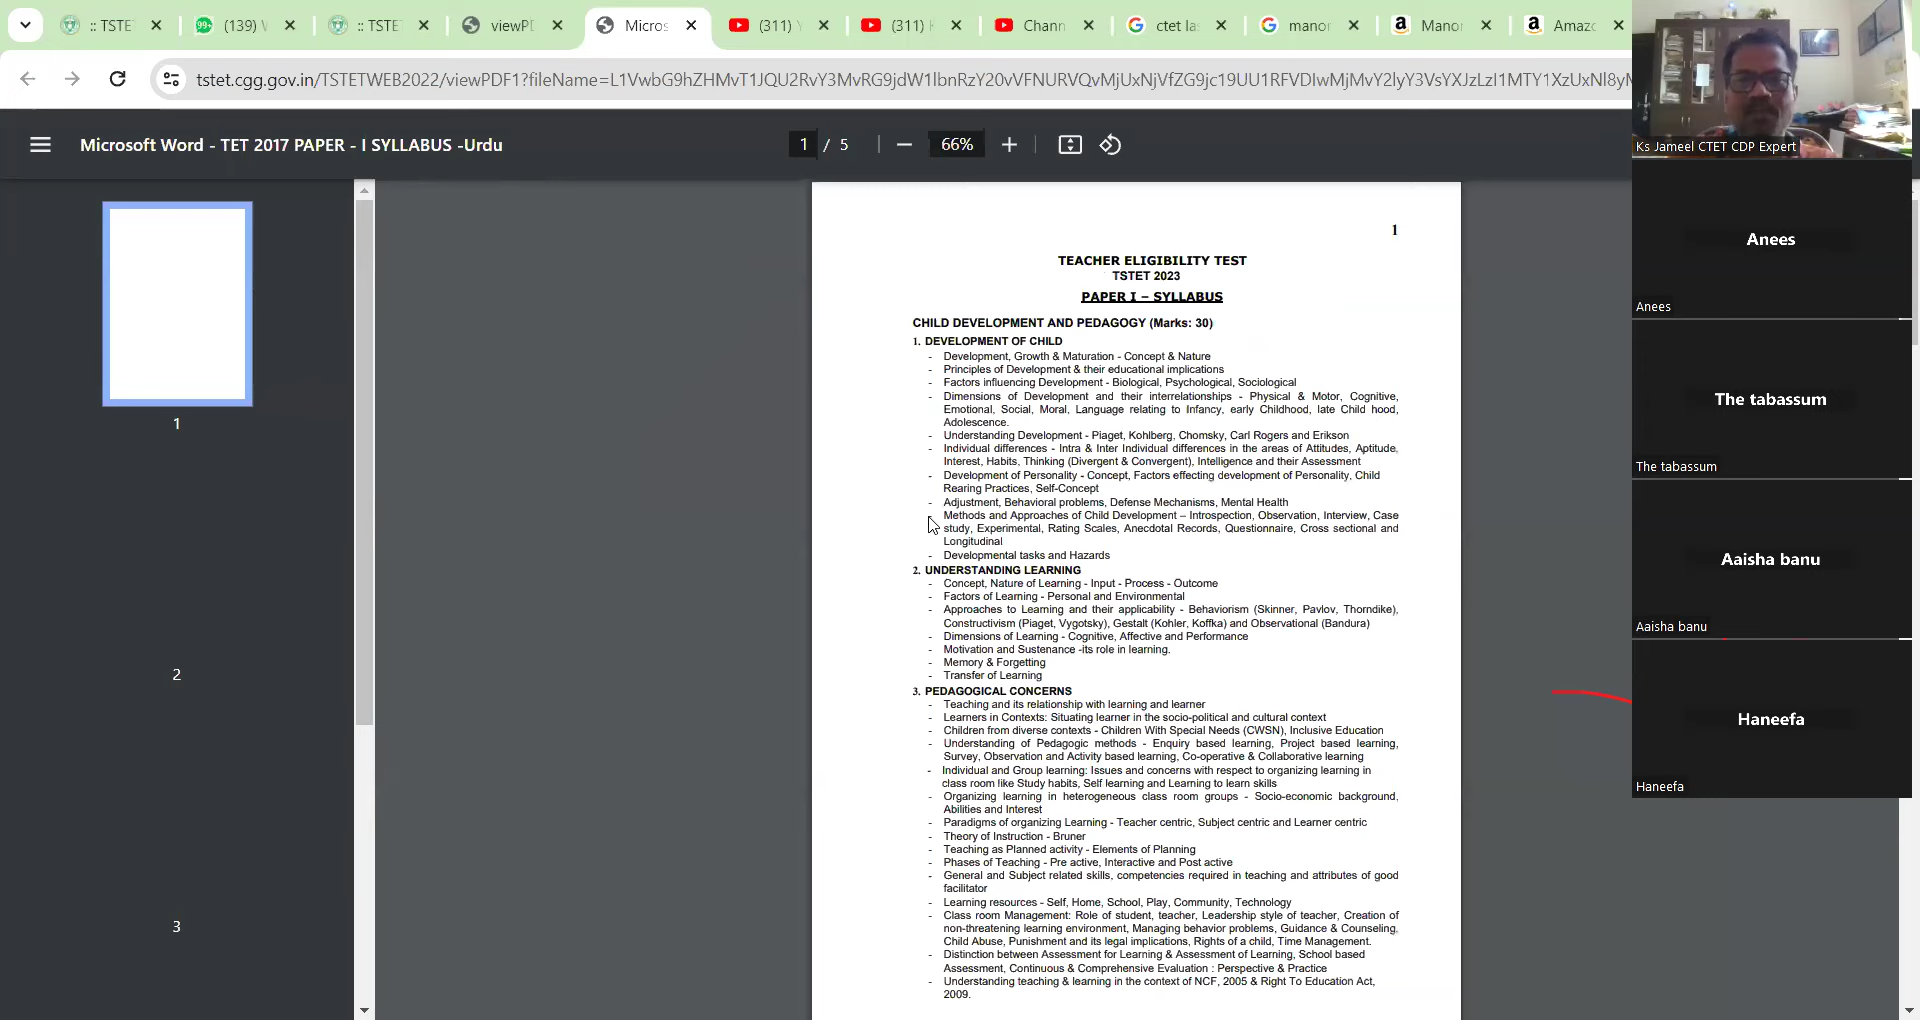 :: TSTE
(139)
:: TSTE
viewPD
Micros
(311)
(311)
Chann
ctet las
manor
Manor
Amazo
tstet.cgg.gov.in/TSTETWEB2022/viewPDF1?fileName=L1VwbG9hZHMvT1JQU2RvY3MvRG9jdW1lbnRzY20vVFNURVQvMjUxNjVfZG9jc19UU1RFVDIwMjMvY2lyY3VsYXJzLzI1MTY1XzUxNl8yM
Microsoft Word - TET 2017 PAPER - I SYLLABUS -Urdu
1 / 5
66%
1
2
3
1
TEACHER ELIGIBILITY TEST
TSTET 2023
PAPER I – SYLLABUS
CHILD DEVELOPMENT AND PEDAGOGY (Marks: 30)
1. DEVELOPMENT OF CHILD
- Development, Growth & Maturation - Concept & Nature
- Principles of Development & their educational implications
- Factors influencing Development - Biological, Psychological, Sociological
- Dimensions of Development and their interrelationships - Physical & Motor, Cognitive,
Emotional, Social, Moral, Language relating to Infancy, early Childhood, late Child hood,
Adolescence.
- Understanding Development - Piaget, Kohlberg, Chomsky, Carl Rogers and Erikson
- Individual differences - Intra & Inter Individual differences in the areas of Attitudes, Aptitude,
Interest, Habits, Thinking (Divergent & Convergent), Intelligence and their Assessment
- Development of Personality - Concept, Factors effecting development of Personality, Child
Rearing Practices, Self-Concept
- Adjustment, Behavioral problems, Defense Mechanisms, Mental Health
- Methods and Approaches of Child Development – Introspection, Observation, Interview, Case
study, Experimental, Rating Scales, Anecdotal Records, Questionnaire, Cross sectional and
Longitudinal
- Developmental tasks and Hazards
2. UNDERSTANDING LEARNING
- Concept, Nature of Learning - Input - Process - Outcome
- Factors of Learning - Personal and Environmental
- Approaches to Learning and their applicability - Behaviorism (Skinner, Pavlov, Thorndike),
Constructivism (Piaget, Vygotsky), Gestalt (Kohler, Koffka) and Observational (Bandura)
- Dimensions of Learning - Cognitive, Affective and Performance
- Motivation and Sustenance -its role in learning.
- Memory & Forgetting
- Transfer of Learning
3. PEDAGOGICAL CONCERNS
- Teaching and its relationship with learning and learner
- Learners in Contexts: Situating learner in the socio-political and cultural context
- Children from diverse contexts - Children With Special Needs (CWSN), Inclusive Education
- Understanding of Pedagogic methods - Enquiry based learning, Project based learning,
Survey, Observation and Activity based learning, Co-operative & Collaborative learning
- Individual and Group learning: Issues and concerns with respect to organizing learning in
class room like Study habits, Self learning and Learning to learn skills
- Organizing learning in heterogeneous class room groups - Socio-economic background,
Abilities and Interest
- Paradigms of organizing Learning - Teacher centric, Subject centric and Learner centric
- Theory of Instruction - Bruner
- Teaching as Planned activity - Elements of Planning
- Phases of Teaching - Pre active, Interactive and Post active
- General and Subject related skills, competencies required in teaching and attributes of good
facilitator
- Learning resources - Self, Home, School, Play, Community, Technology
- Class room Management: Role of student, teacher, Leadership style of teacher, Creation of
non-threatening learning environment, Managing behavior problems, Guidance & Counseling,
Child Abuse, Punishment and its legal implications, Rights of a child, Time Management.
- Distinction between Assessment for Learning & Assessment of Learning, School based
Assessment, Continuous & Comprehensive Evaluation : Perspective & Practice
- Understanding teaching & learning in the context of NCF, 2005 & Right To Education Act,
2009.
Ks Jameel CTET CDP Expert
Anees
Anees
The tabassum
The tabassum
Aaisha banu
Aaisha banu
Haneefa
Haneefa